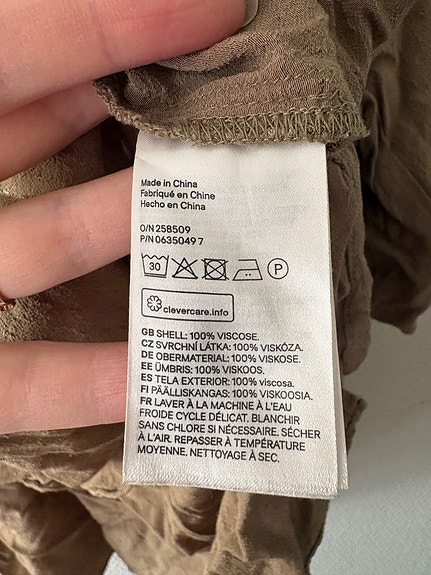 Made in China
Fabriqué en Chine
Hecho en China
O/N 258509
P/N 0635049 7
30
P
clevercare.info
GB SHELL: 100% VISCOSE.
CZ SVRCHNÍ LÁTKA: 100% VISKÓZA.
DE OBERMATERIAL: 100% VISKOSE.
EE ÜMBRIS: 100% VISKOOS.
ES TELA EXTERIOR: 100% viscosa.
FI PÄÄLLISKANGAS: 100% VISKOOSIA.
FR LAVER À LA MACHINE À L'EAU
FROIDE CYCLE DÉLICAT. BLANCHIR
SANS CHLORE SI NÉCESSAIRE. SÉCHER
À L'AIR. REPASSER À TEMPÉRATURE
MOYENNE. NETTOYAGE À SEC.